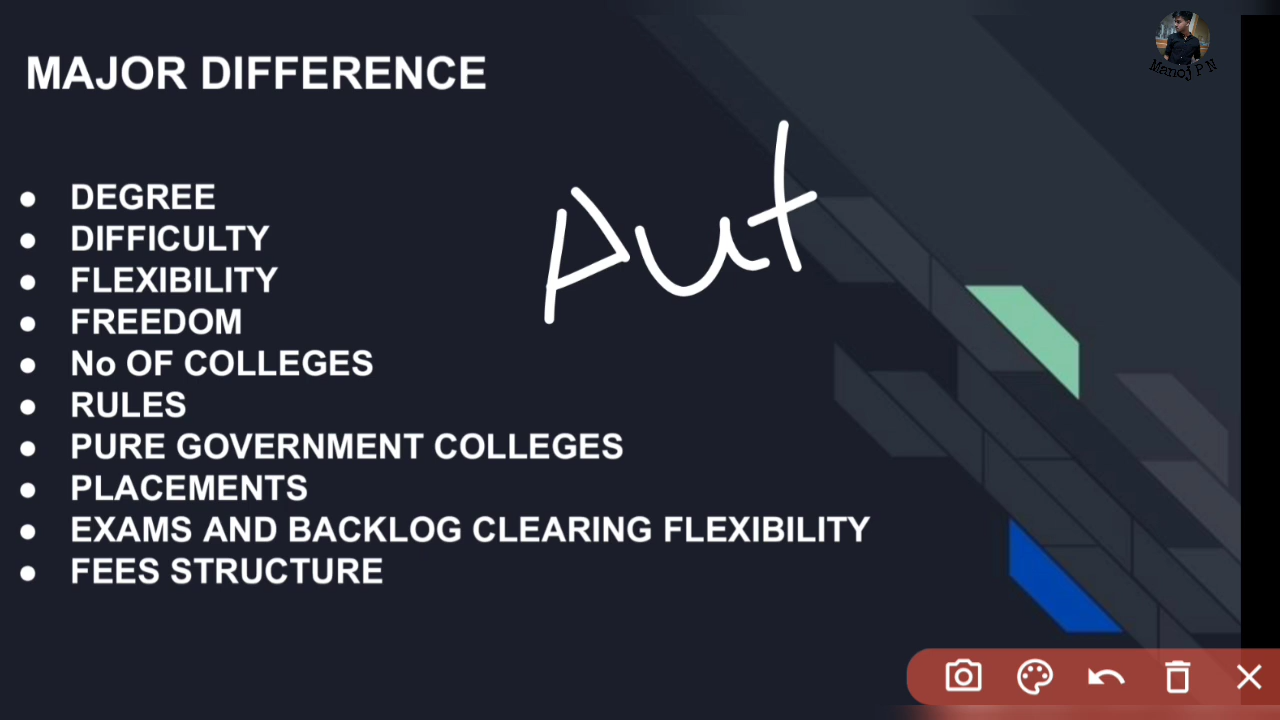 MAJOR DIFFERENCE
Manoj P N
Aut
DEGREE
DIFFICULTY
FLEXIBILITY
FREEDOM
No OF COLLEGES
RULES
PURE GOVERNMENT COLLEGES
PLACEMENTS
EXAMS AND BACKLOG CLEARING FLEXIBILITY
FEES STRUCTURE